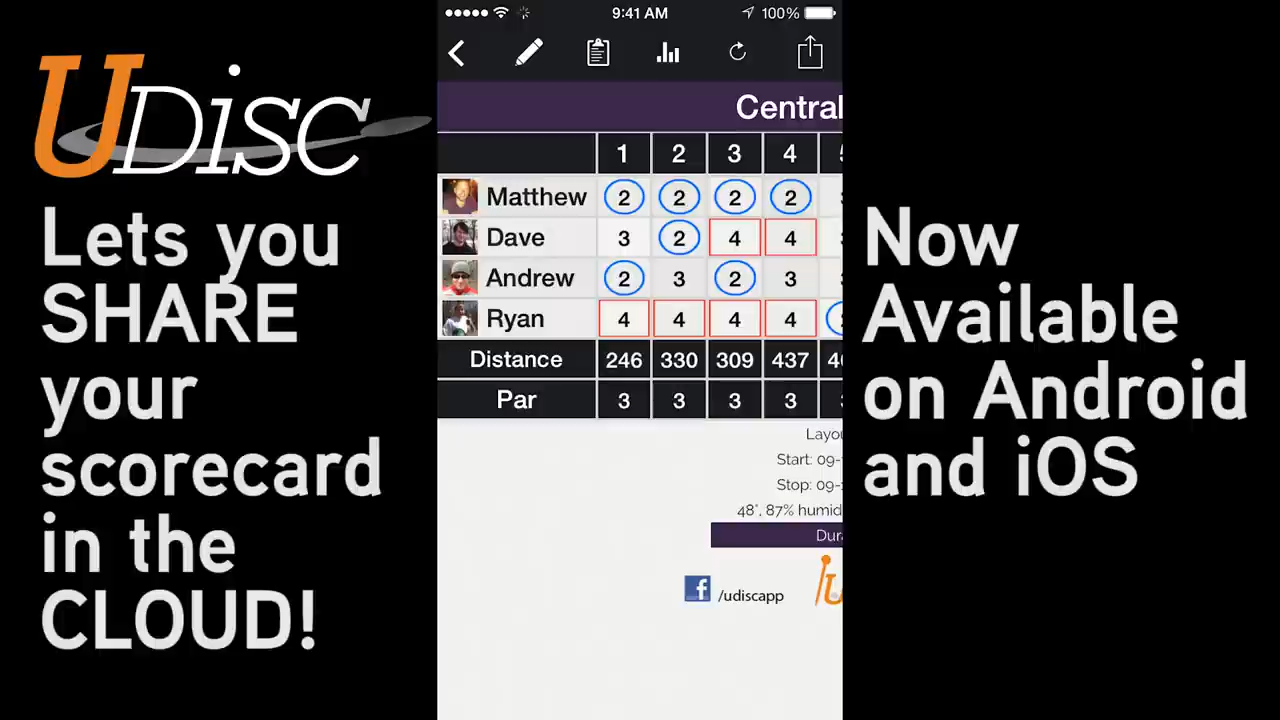 UDisc
Lets you
SHARE
your
scorecard
in the
CLOUD!
9:41 AM
100%
Central
1 2 3 4
Matthew 2 2 2 2
Dave 3 2 4 4
Andrew 2 3 2 3
Ryan 4 4 4 4
Distance 246 330 309 437
Par 3 3 3 3
Start:
Stop:
48°, 87%
f /udiscapp
Now
Available
on Android
and iOS